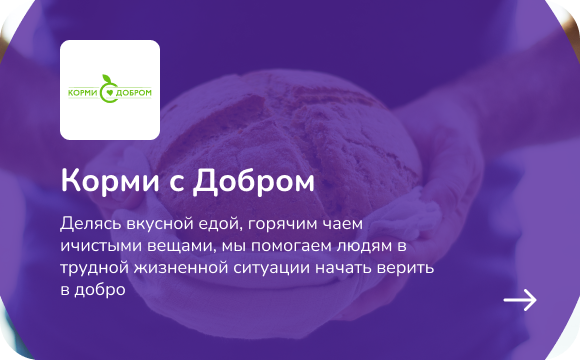 КОРМИ ДОБРОМ
Корми с Добром
Делясь вкусной едой, горячим чаем
ичистыми вещами, мы помогаем людям в
трудной жизненной ситуации начать верить
в добро